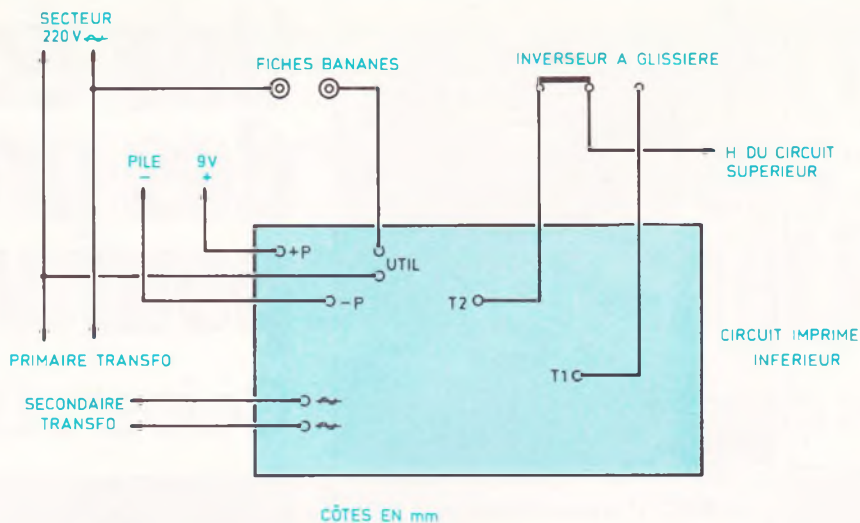 SECTEUR
220 V ~
FICHES BANANES
INVERSEUR A GLISSIERE
PILE
-
9V
+
H DU CIRCUIT
SUPERIEUR
+P
UTIL
-P
T2
T1
CIRCUIT IMPRIME
INFERIEUR
PRIMAIRE TRANSFO
SECONDAIRE
TRANSFO
~
~
CÔTES EN mm